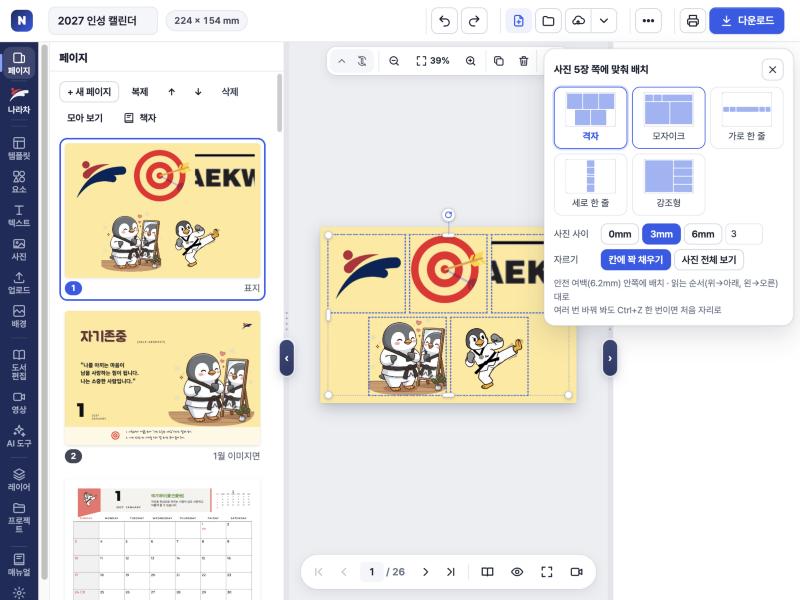 N
2027 인성 캘린더
224 × 154 mm
다운로드
페이지
나라차
템플릿
요소
텍스트
사진
업로드
배경
도서
편집
영상
AI 도구
레이어
프로젝
트
매뉴얼
페이지
+ 새 페이지
복제
삭제
모아 보기
책자
AEKW
1
표지
자기존중
"나를 아끼는 마음이
남을 사랑하는 힘이 됩니다.
나는 소중한 사람입니다."
1
2
1월 이미지면
1
39%
AEK
사진 5장 쪽에 맞춰 배치
격자
모자이크
가로 한 줄
세로 한 줄
강조형
사진 사이
0mm
3mm
6mm
3
자르기
칸에 꽉 채우기
사진 전체 보기
안전 여백(6.2mm) 안쪽에 배치 · 읽는 순서(위→아래, 왼→오른)
대로
여러 번 바꿔 봐도 Ctrl+Z 한 번이면 처음 자리로
1 / 26